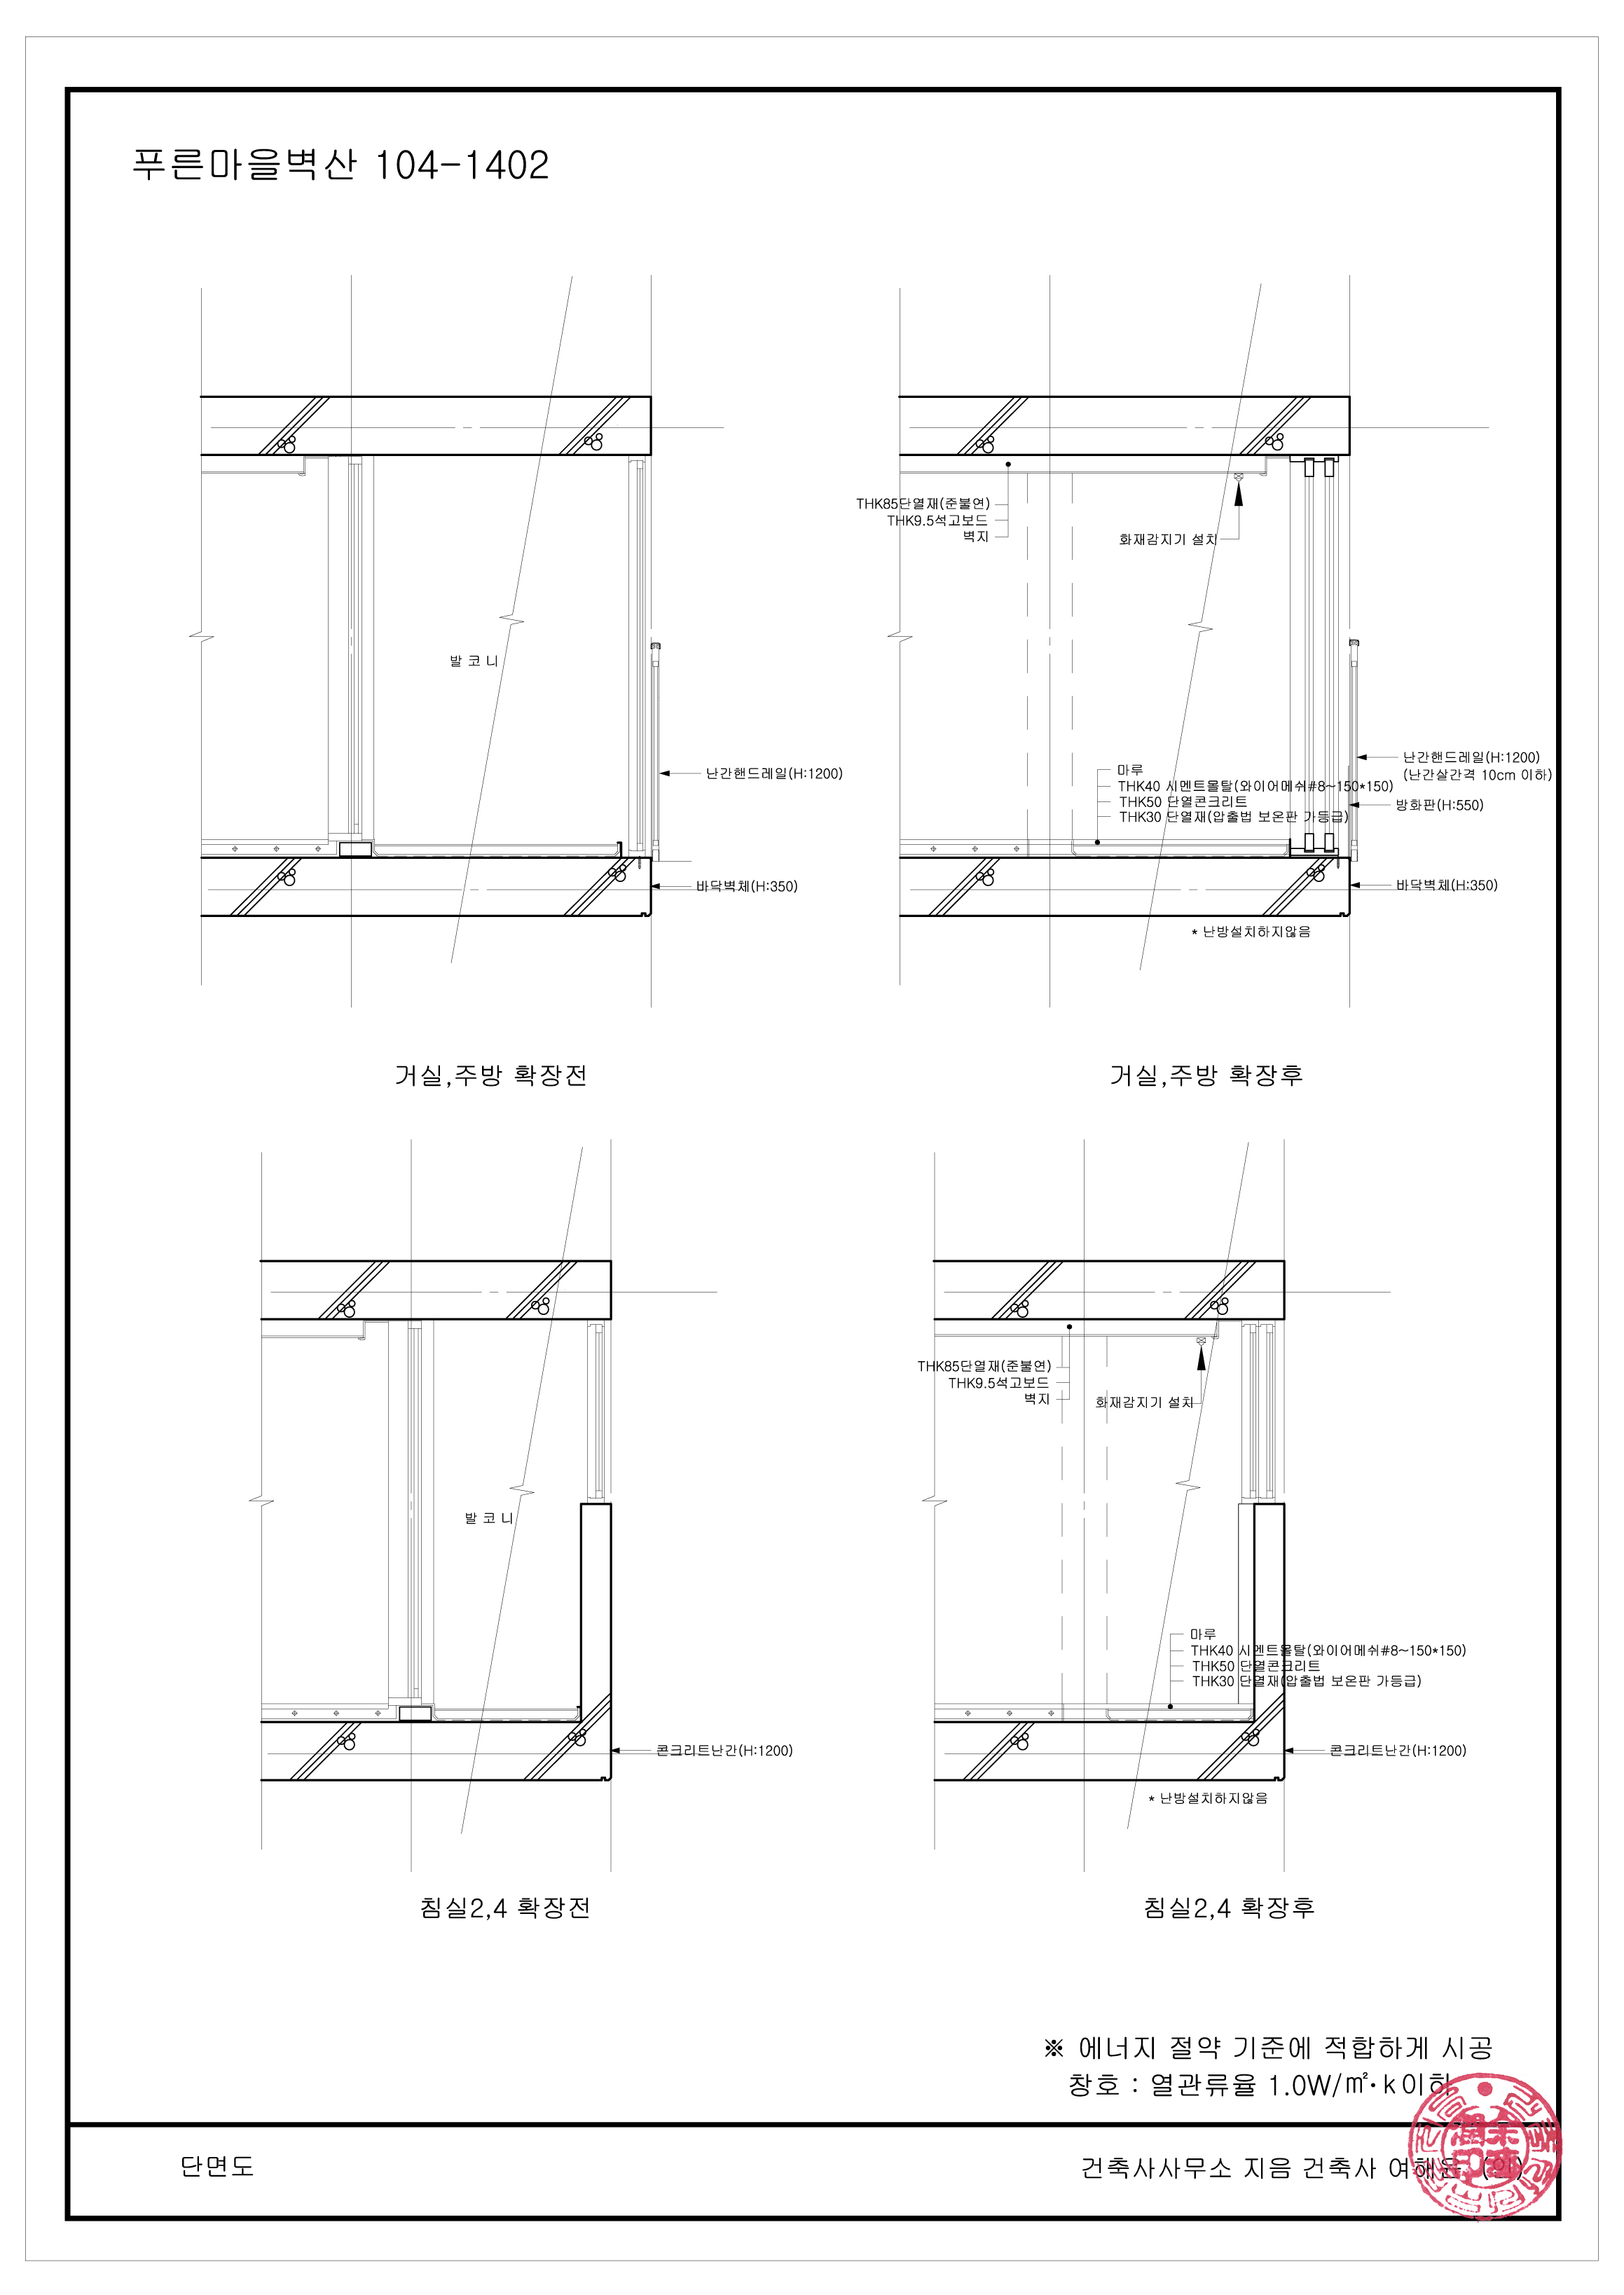 푸른마을벽산 104-1402
발 코 니
난간핸드레일(H:1200)
바닥벽체(H:350)
거실,주방 확장전
THK85단열재(준불연)
THK9.5석고보드
벽지
화재감지기 설치
마루
THK40 시멘트몰탈(와이어메쉬#8~150*150)
THK50 단열콘크리트
THK30 단열재(압출법 보온판 가등급)
난간핸드레일(H:1200)
(난간살간격 10cm 이하)
방화판(H:550)
바닥벽체(H:350)
* 난방설치하지않음
거실,주방 확장후
발 코 니
콘크리트난간(H:1200)
침실2,4 확장전
THK85단열재(준불연)
THK9.5석고보드
벽지
화재감지기 설치
마루
THK40 시멘트몰탈(와이어메쉬#8~150*150)
THK50 단열콘크리트
THK30 단열재(압출법 보온판 가등급)
콘크리트난간(H:1200)
* 난방설치하지않음
침실2,4 확장후
※ 에너지 절약 기준에 적합하게 시공
창호 : 열관류율 1.0W/㎡·k이하
단면도
건축사사무소 지음 건축사 (인)